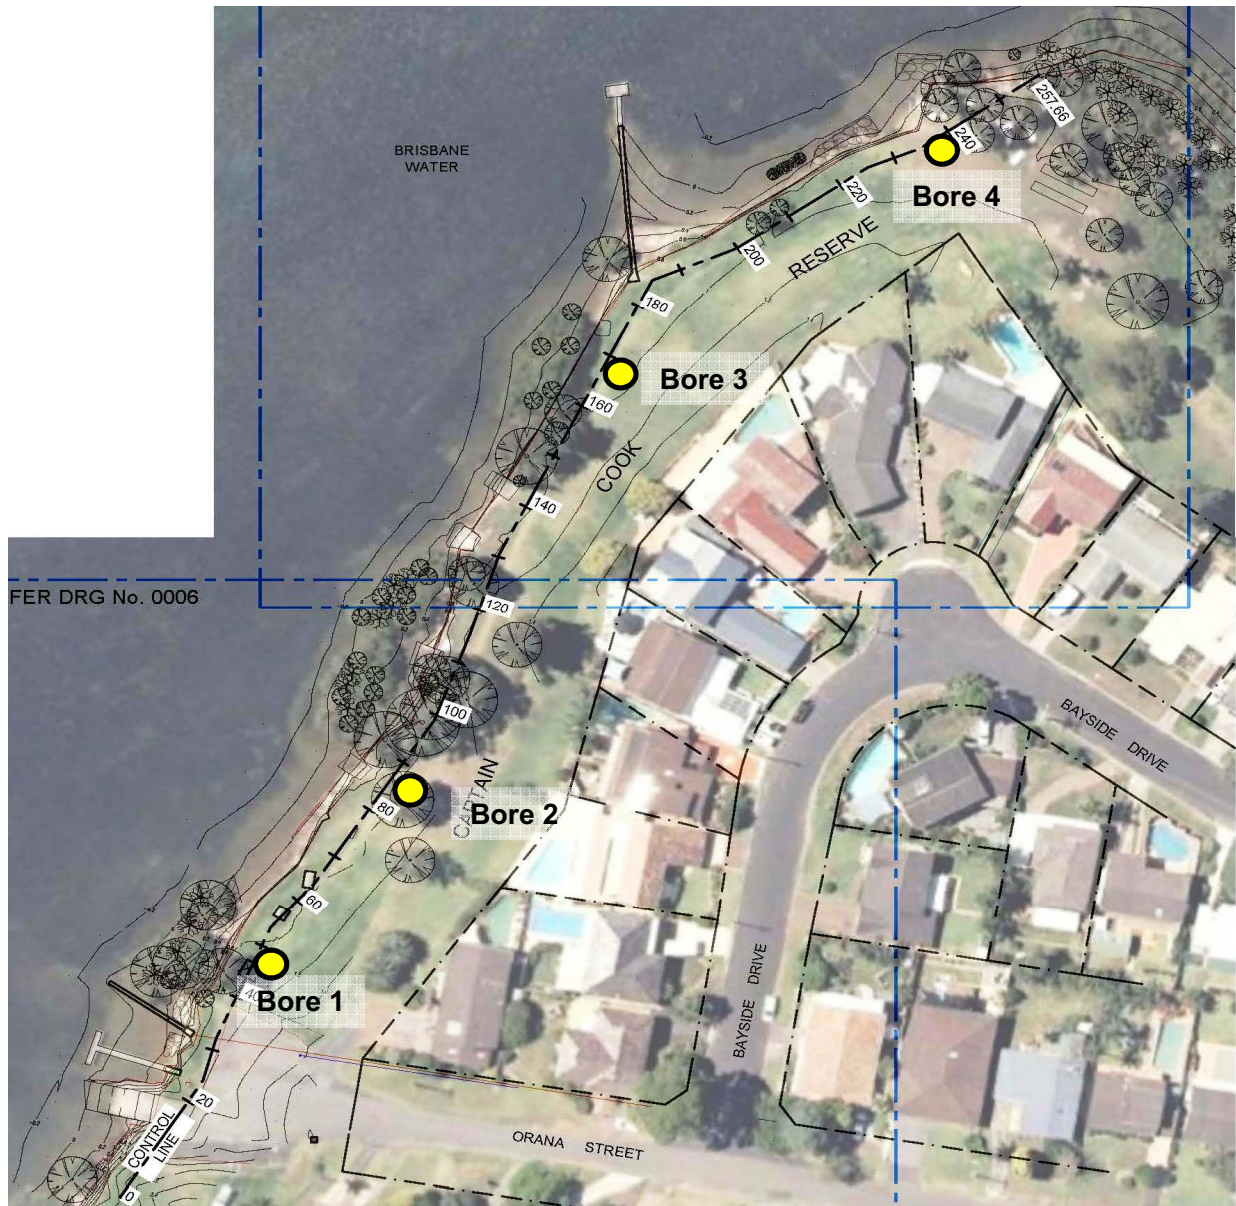 257.66
240
BRISBANE
WATER
220
Bore 4
RESERVE
200
180
Bore 3
160
COOK
140
FER DRG No. 0006
120
100
BAYSIDE DRIVE
80
CAPTAIN
Bore 2
60
Bore 1
40
BAYSIDE DRIVE
20
CONTROL
LINE
ORANA STREET
0